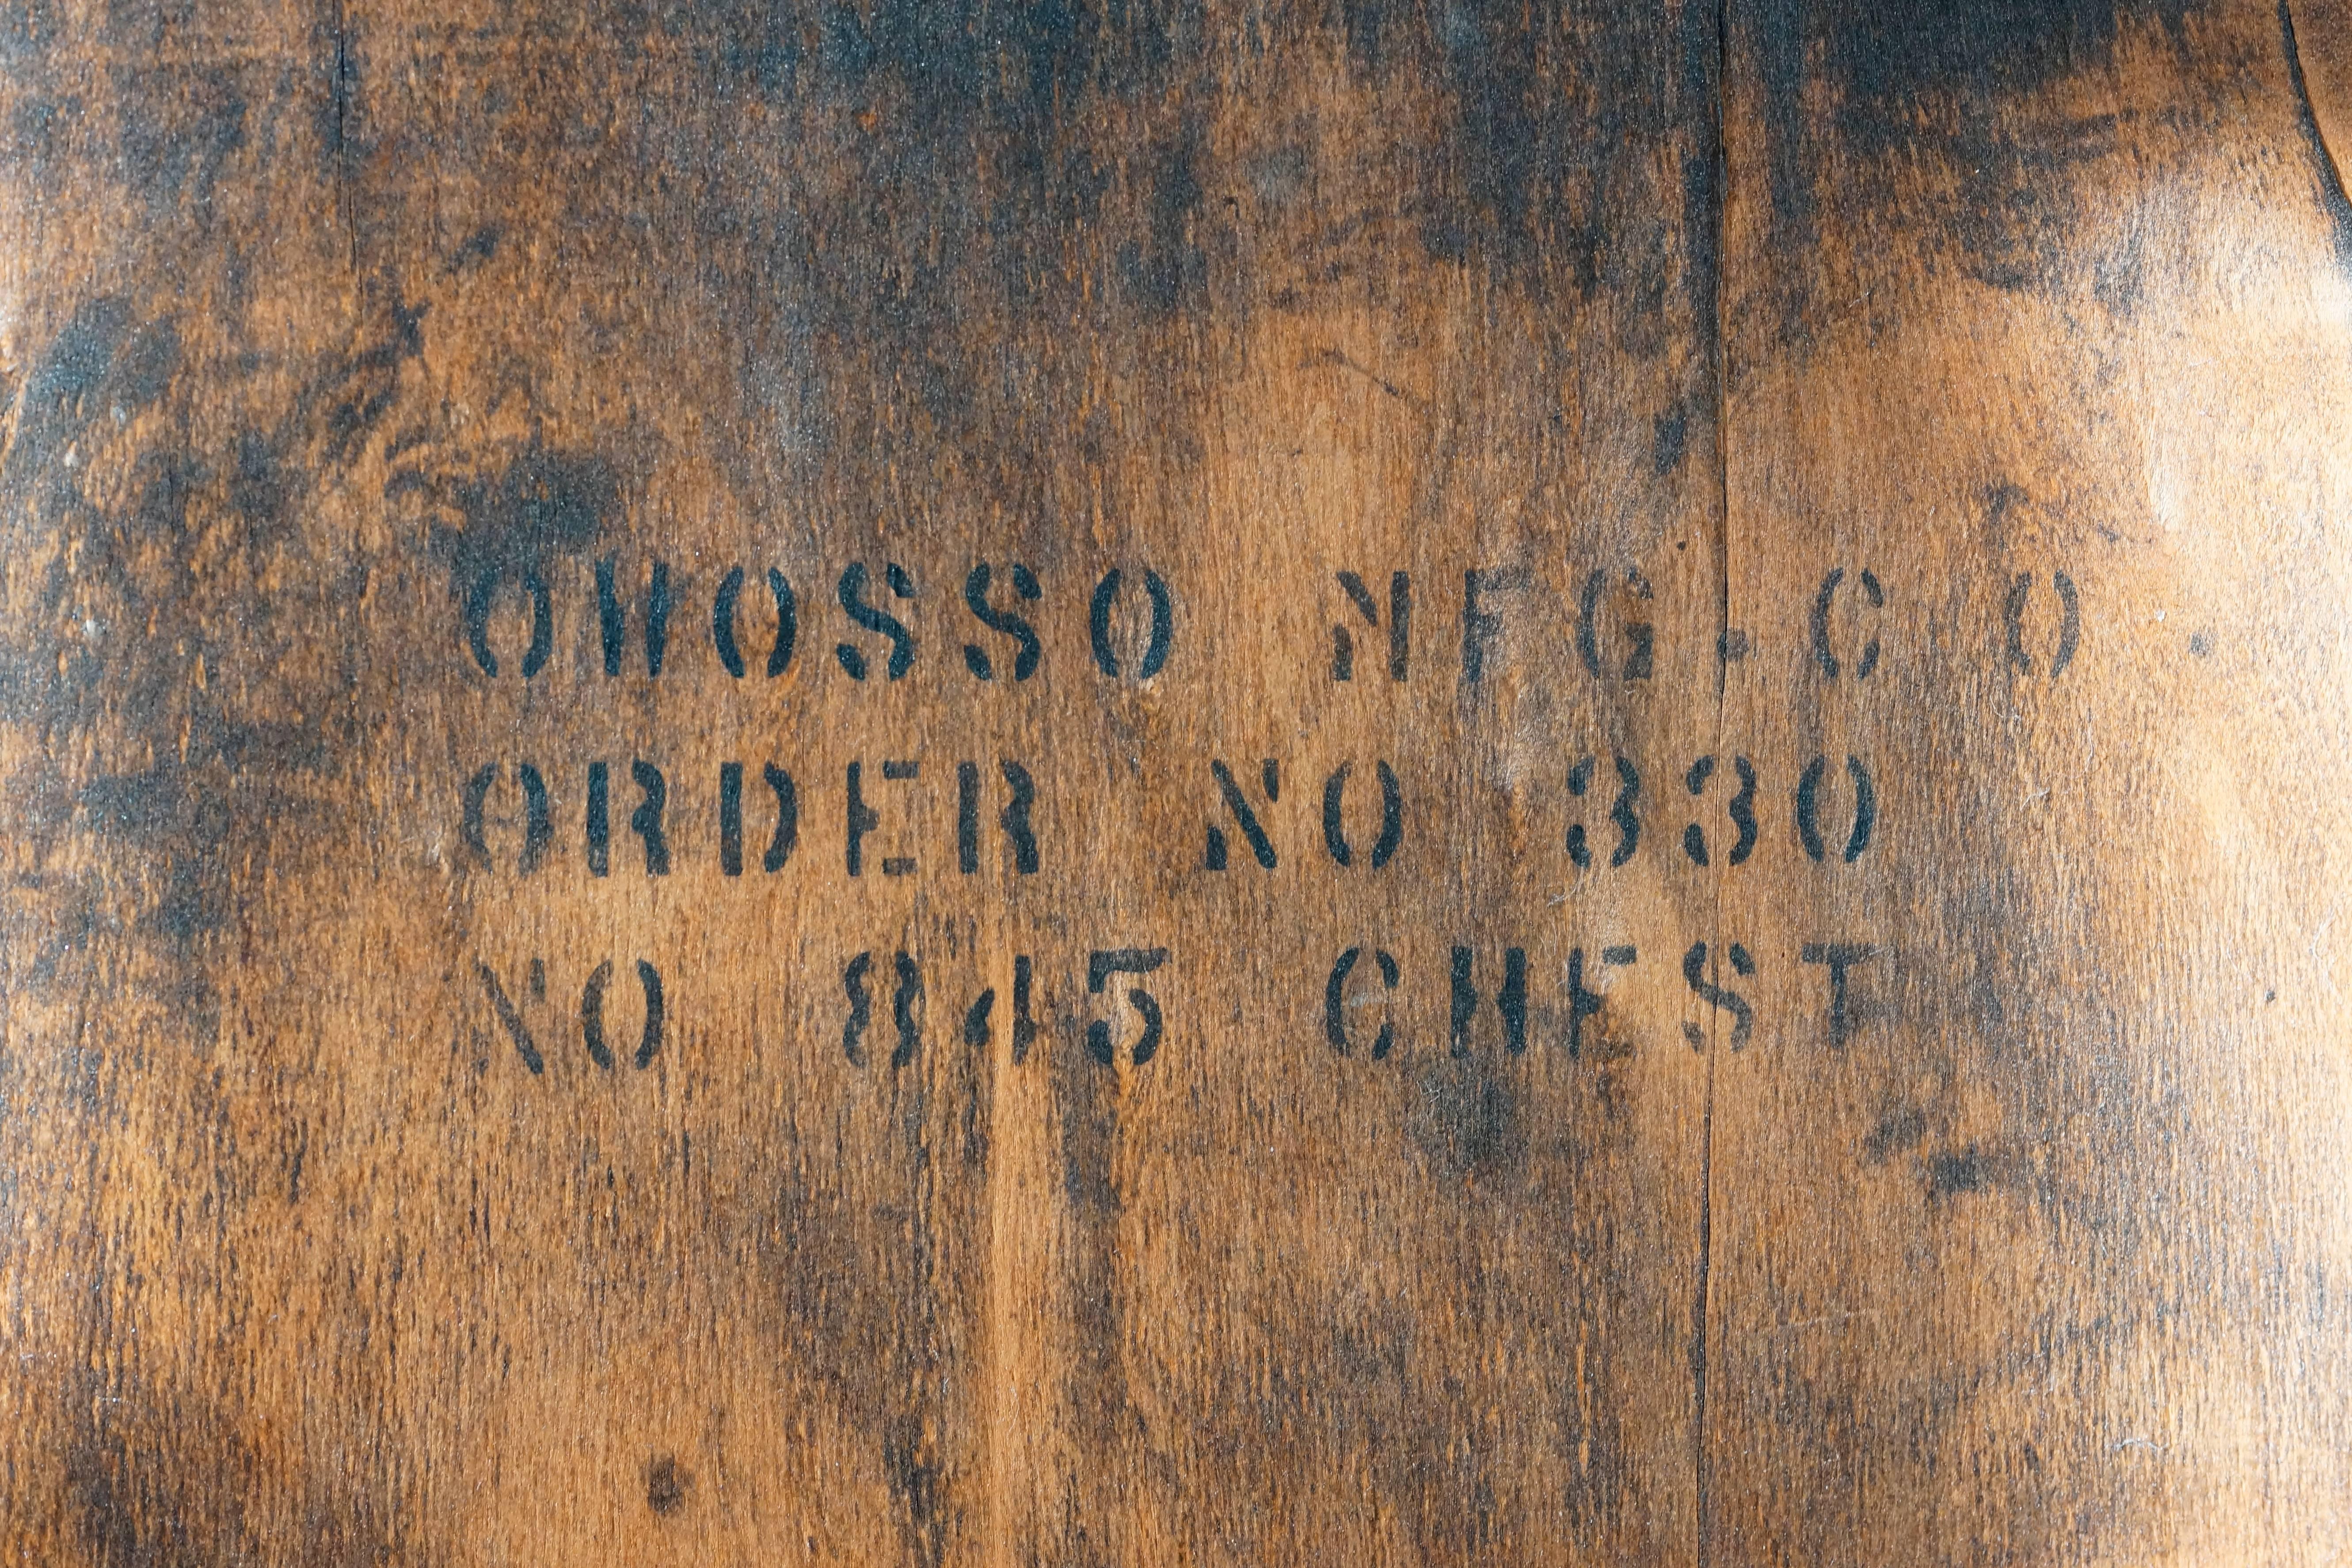 OWOSSO MFG. CO
ORDER NO 330
NO 845 CHEST